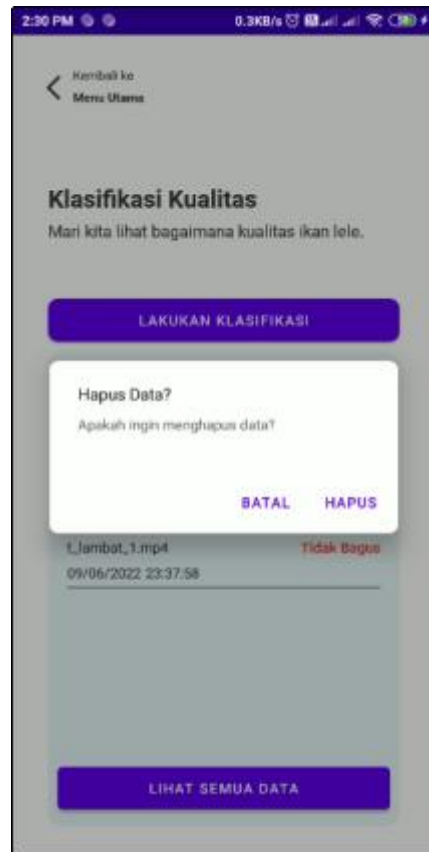 2:30 PM 0.3KB/s
Kembali ke
Menu Utama
Klasifikasi Kualitas
Mari kita lihat bagaimana kualitas ikan lele.
LAKUKAN KLASIFIKASI
Hapus Data?
Apakah ingin menghapus data?
BATAL HAPUS
t_lambat_1.mp4 Tidak Bagus
09/06/2022 23:37:58
LIHAT SEMUA DATA